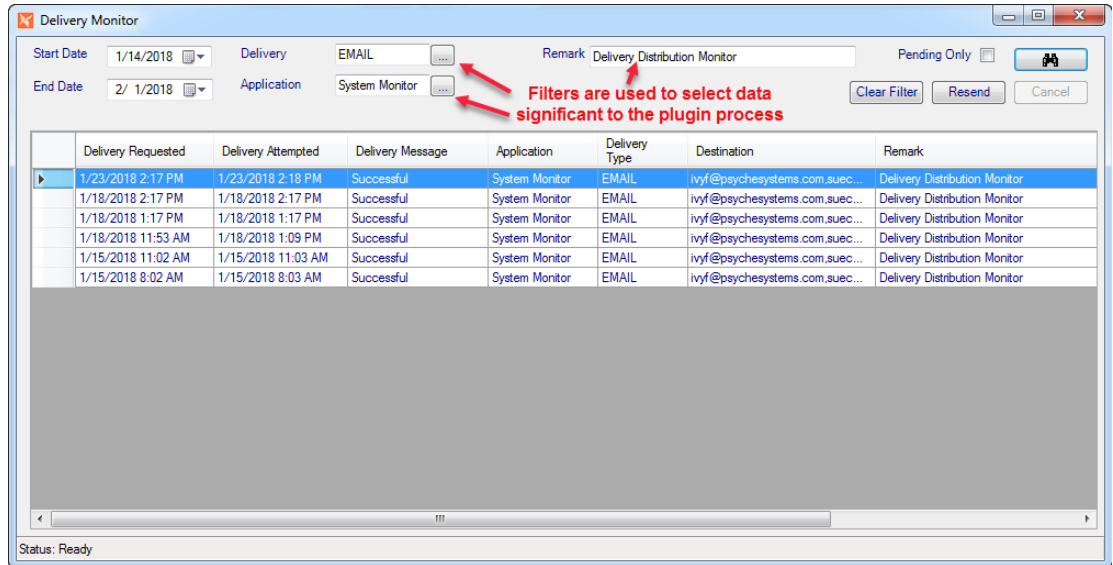 Delivery Monitor
Start Date 1/14/2018 Delivery EMAIL ... Remark Delivery Distribution Monitor Pending Only
End Date 2/ 1/2018 Application System Monitor ... Clear Filter Resend Cancel
Filters are used to select data
significant to the plugin process
Delivery Requested Delivery Attempted Delivery Message Application Delivery Type Destination Remark
1/23/2018 2:17 PM 1/23/2018 2:18 PM Successful System Monitor EMAIL ivyf@psychesystems.com,suec... Delivery Distribution Monitor
1/18/2018 2:17 PM 1/18/2018 2:17 PM Successful System Monitor EMAIL ivyf@psychesystems.com,suec... Delivery Distribution Monitor
1/18/2018 1:17 PM 1/18/2018 1:17 PM Successful System Monitor EMAIL ivyf@psychesystems.com,suec... Delivery Distribution Monitor
1/18/2018 11:53 AM 1/18/2018 1:09 PM Successful System Monitor EMAIL ivyf@psychesystems.com,suec... Delivery Distribution Monitor
1/15/2018 11:02 AM 1/15/2018 11:03 AM Successful System Monitor EMAIL ivyf@psychesystems.com,suec... Delivery Distribution Monitor
1/15/2018 8:02 AM 1/15/2018 8:03 AM Successful System Monitor EMAIL ivyf@psychesystems.com,suec... Delivery Distribution Monitor
Status: Ready